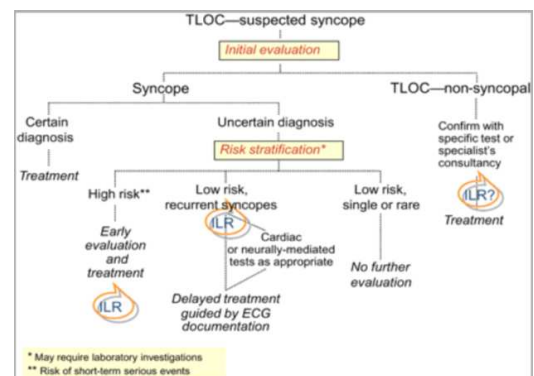 TLOC—suspected syncope
Initial evaluation
Syncope
TLOC—non-syncopal
Certain
diagnosis
Treatment
Uncertain diagnosis
Risk stratification*
Confirm with
specific test or
specialist's
consultancy
ILR?
Treatment
High risk**
Early
evaluation
and
treatment
ILR
Low risk,
recurrent syncopes
ILR
Cardiac
or neurally-mediated
tests as appropriate
Delayed treatment
guided by ECG
documentation
Low risk,
single or rare
No further
evaluation
* May require laboratory investigations
** Risk of short-term serious events